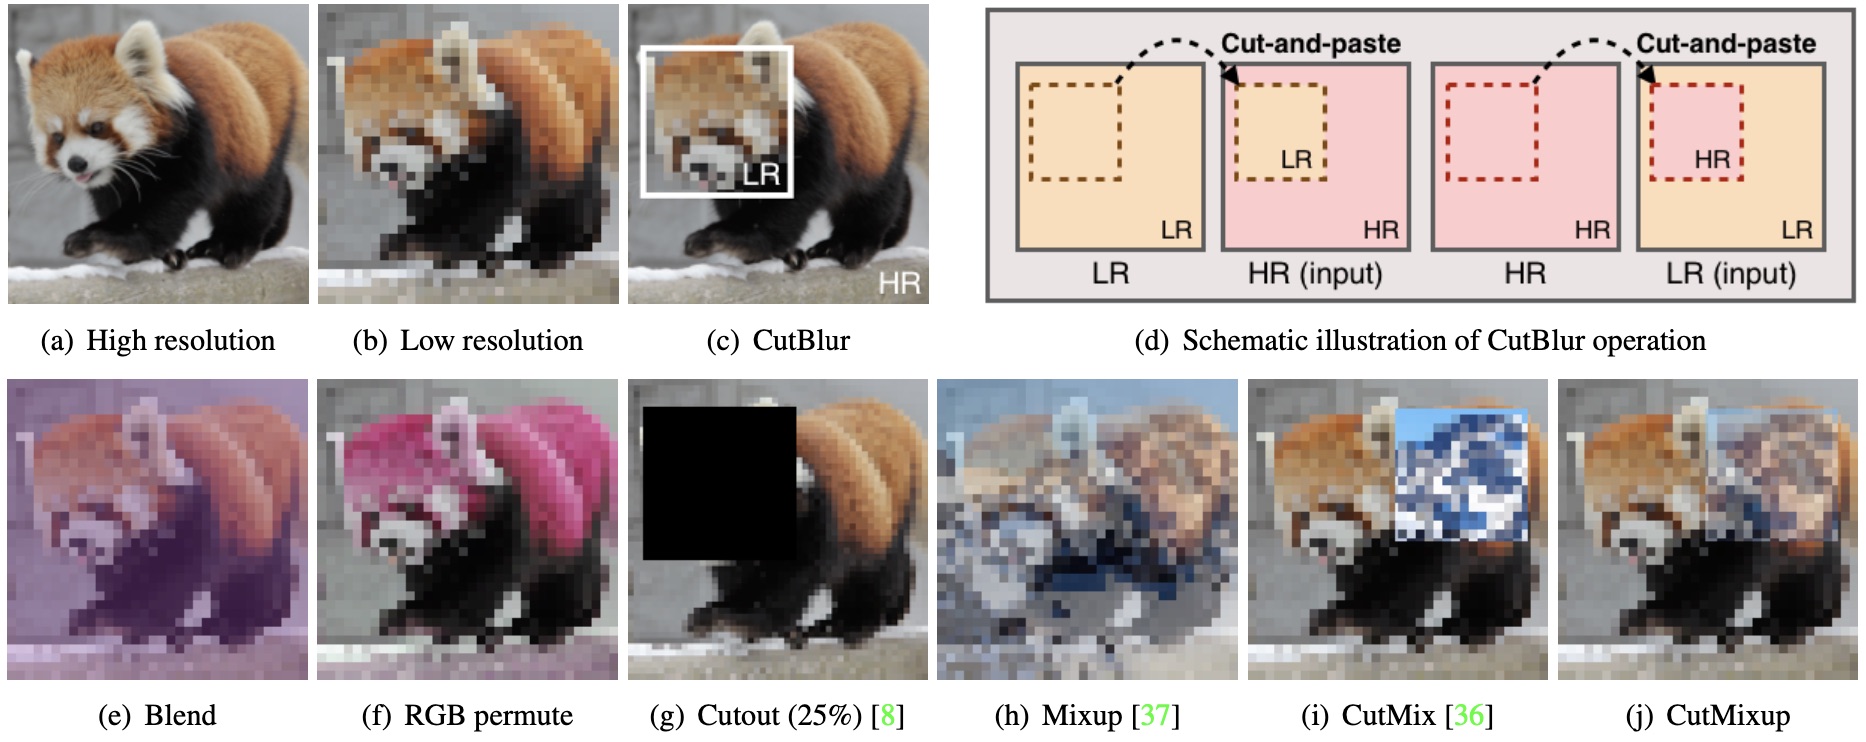 LR
HR
Cut-and-paste
Cut-and-paste
LR
LR
HR
HR
HR
LR
LR
HR (input)
HR
LR (input)
(a) High resolution
(b) Low resolution
(c) CutBlur
(d) Schematic illustration of CutBlur operation
(e) Blend
(f) RGB permute
(g) Cutout (25%) [8]
(h) Mixup [37]
(i) CutMix [36]
(j) CutMixup